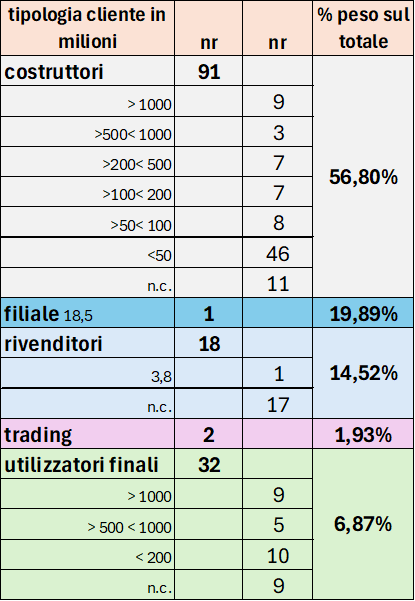 tipologia cliente in milioni nr nr % peso sul totale
costruttori 91 56,80%
> 1000 9
>500< 1000 3
>200< 500 7
>100< 200 7
>50< 100 8
<50 46
n.c. 11
filiale 18,5 1 19,89%
rivenditori 18 14,52%
3,8 1
n.c. 17
trading 2 1,93%
utilizzatori finali 32 6,87%
> 1000 9
> 500 < 1000 5
< 200 10
n.c. 9